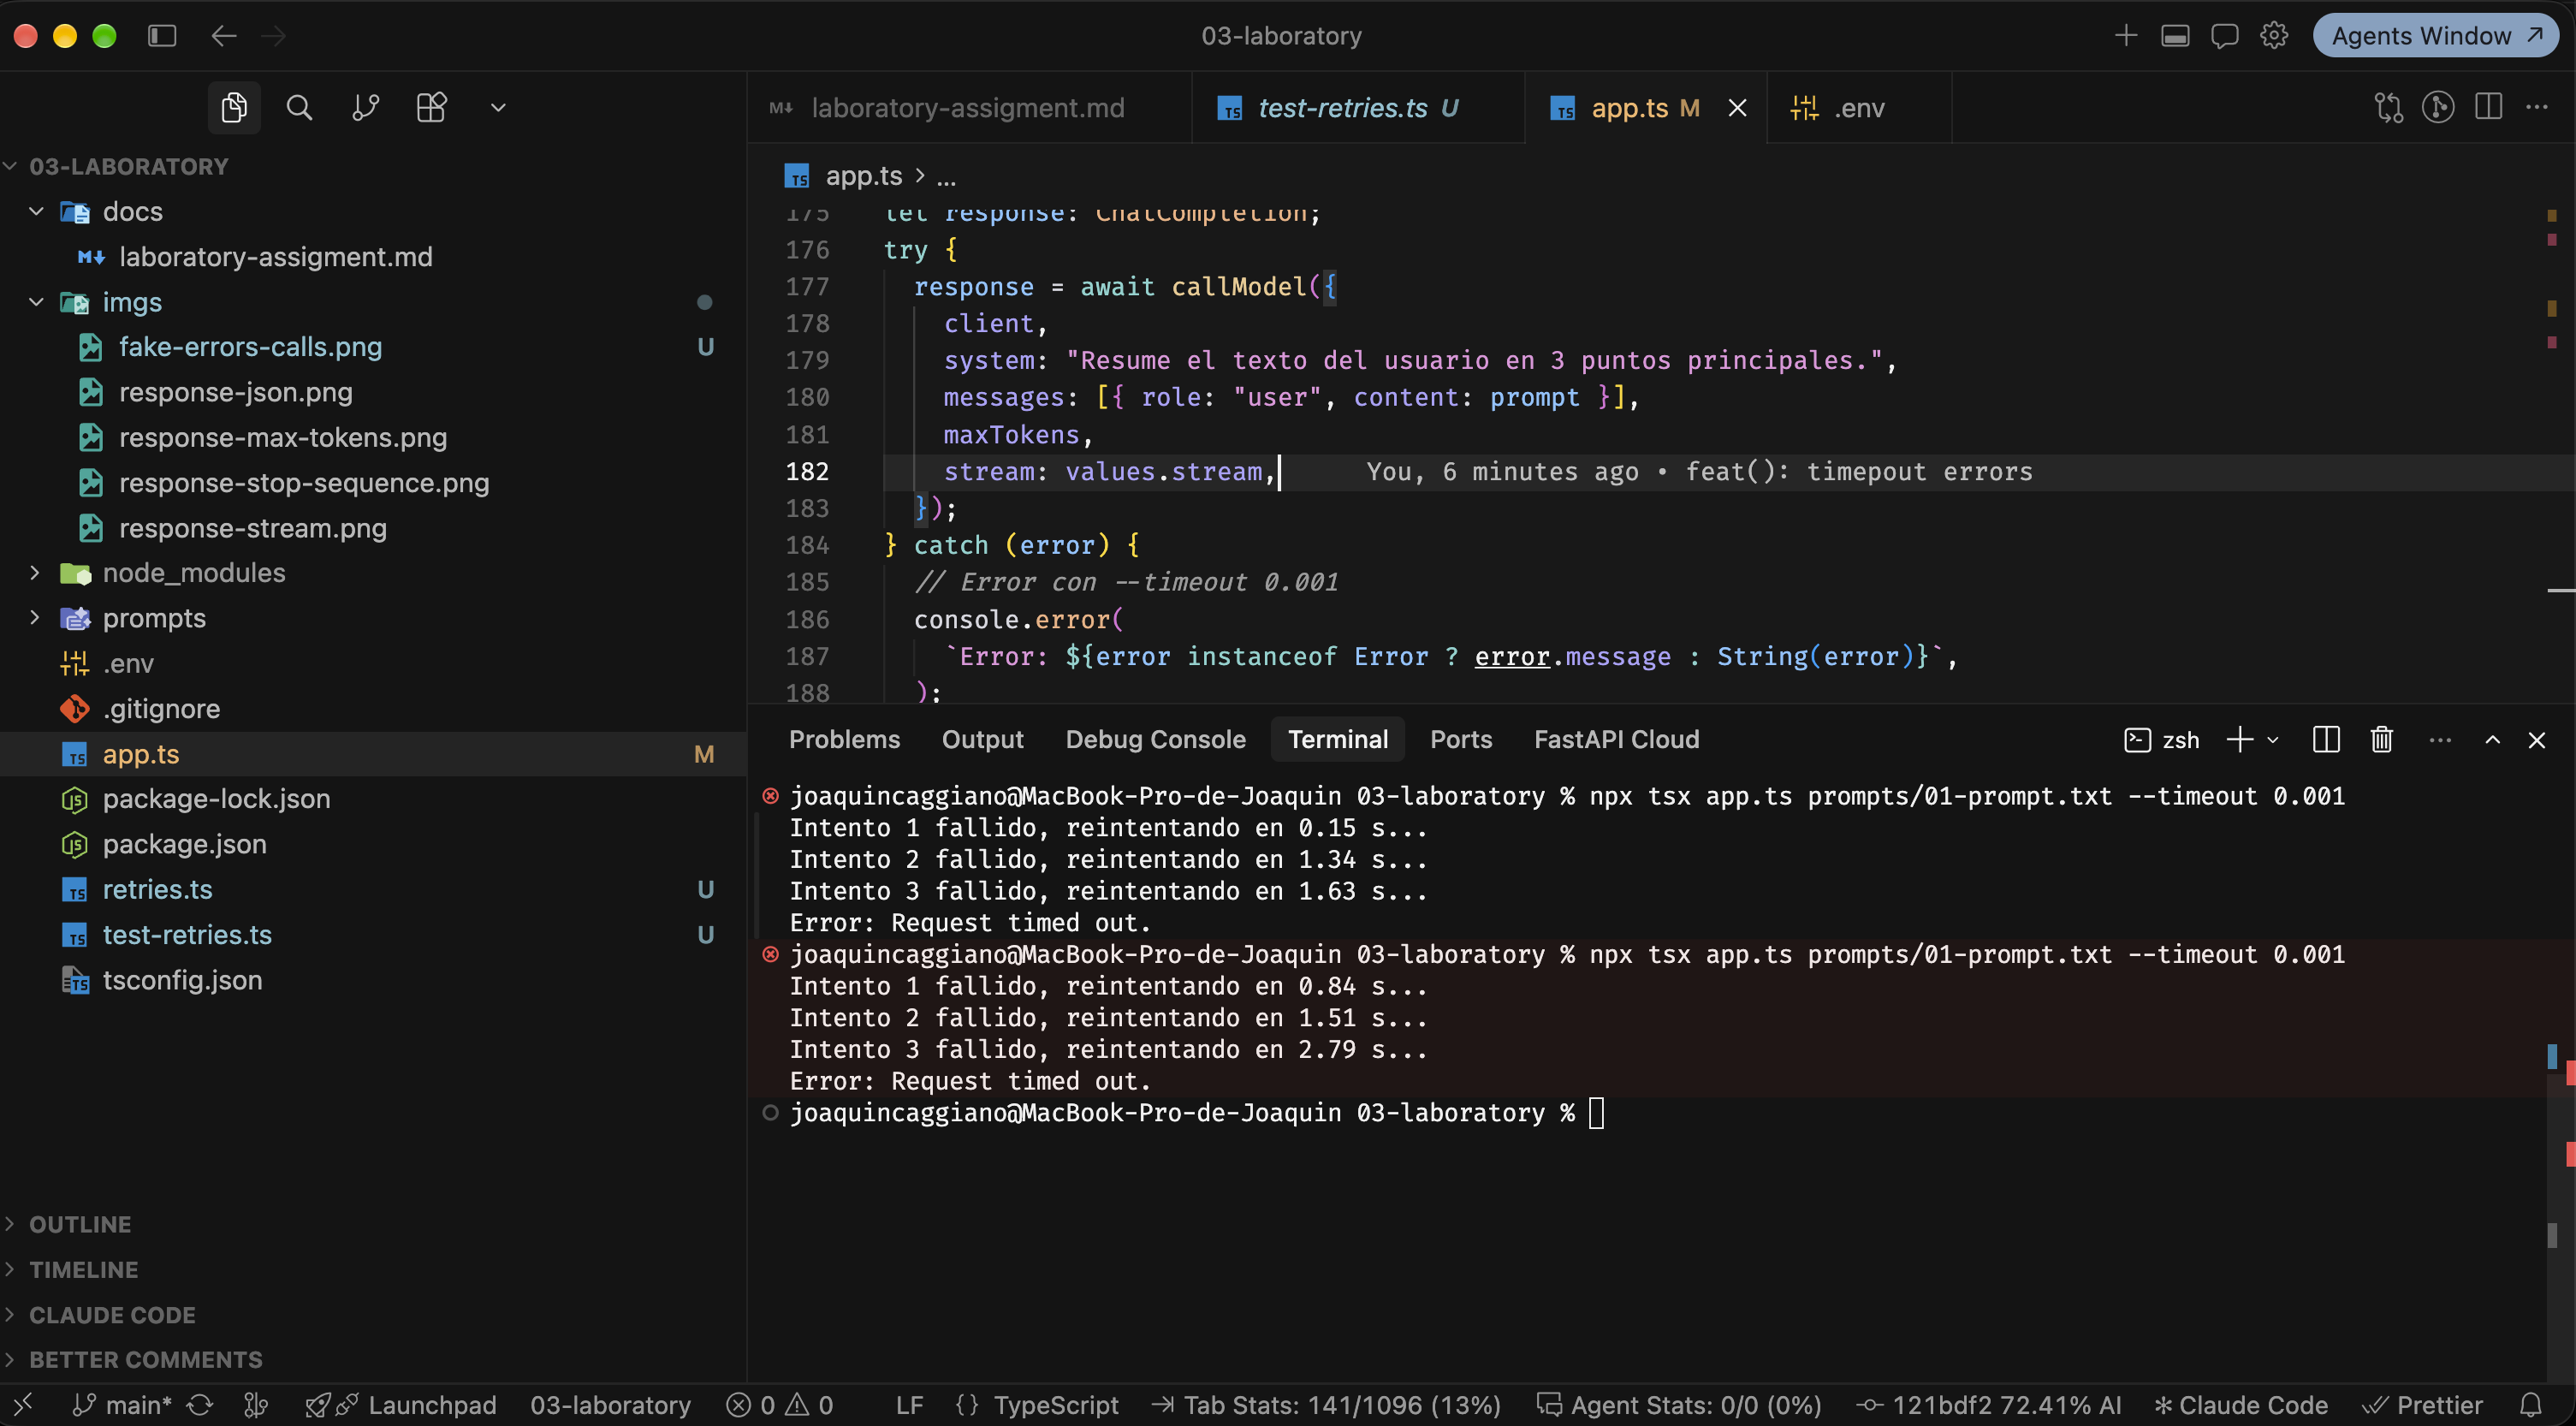 03-laboratory
Agents Window
03-LABORATORY
docs
laboratory-assigment.md
imgs
fake-errors-calls.png U
response-json.png
response-max-tokens.png
response-stop-sequence.png
response-stream.png
node_modules
prompts
.env
.gitignore
app.ts M
package-lock.json
package.json
retries.ts U
test-retries.ts U
tsconfig.json
OUTLINE
TIMELINE
CLAUDE CODE
BETTER COMMENTS
laboratory-assigment.md
test-retries.ts U
app.ts M
.env
app.ts > ...
175 let response: ChatCompletion;
176 try {
177 response = await callModel({
178 client,
179 system: "Resume el texto del usuario en 3 puntos principales.",
180 messages: [{ role: "user", content: prompt }],
181 maxTokens,
182 stream: values.stream, You, 6 minutes ago • feat(): timepout errors
183 });
184 } catch (error) {
185 // Error con --timeout 0.001
186 console.error(
187 `Error: ${error instanceof Error ? error.message : String(error)}`,
188 );
Problems Output Debug Console Terminal Ports FastAPI Cloud zsh
joaquincaggiano@MacBook-Pro-de-Joaquin 03-laboratory % npx tsx app.ts prompts/01-prompt.txt --timeout 0.001
Intento 1 fallido, reintentando en 0.15 s...
Intento 2 fallido, reintentando en 1.34 s...
Intento 3 fallido, reintentando en 1.63 s...
Error: Request timed out.
joaquincaggiano@MacBook-Pro-de-Joaquin 03-laboratory % npx tsx app.ts prompts/01-prompt.txt --timeout 0.001
Intento 1 fallido, reintentando en 0.84 s...
Intento 2 fallido, reintentando en 1.51 s...
Intento 3 fallido, reintentando en 2.79 s...
Error: Request timed out.
joaquincaggiano@MacBook-Pro-de-Joaquin 03-laboratory %
main* Launchpad 03-laboratory 0 0 LF {} TypeScript Tab Stats: 141/1096 (13%) Agent Stats: 0/0 (0%) 121bdf2 72.41% AI Claude Code Prettier